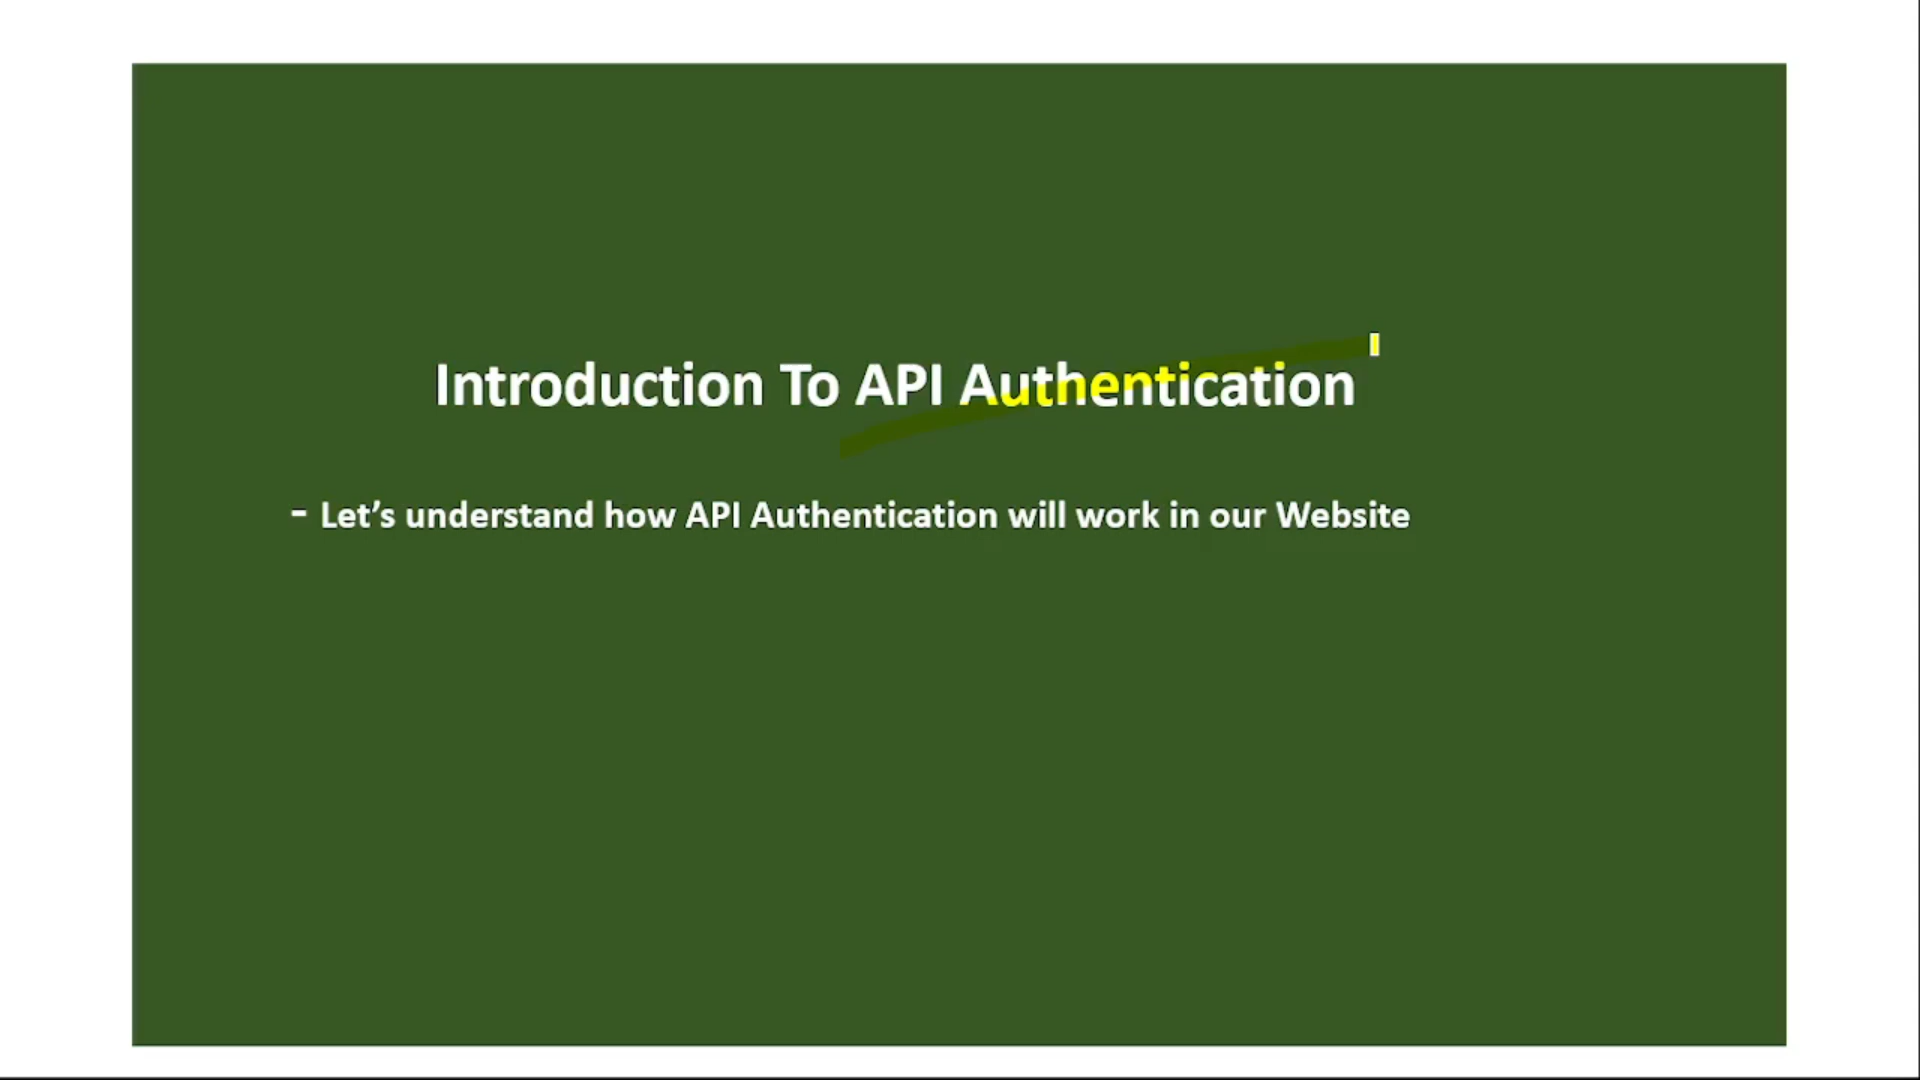 Introduction To API Authentication
- Let’s understand how API Authentication will work in our Website